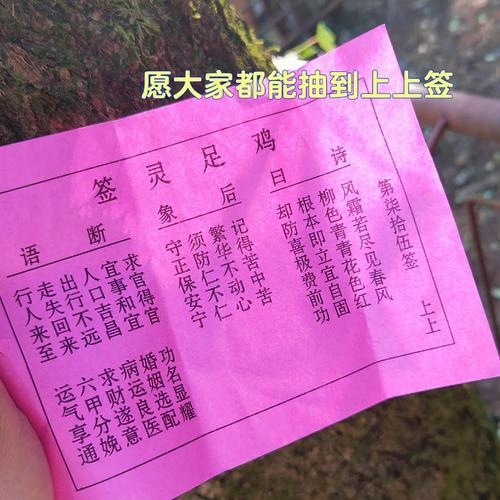 愿大家都能抽到上上签
鸡足灵签
第柒拾伍签 上上
诗曰
风霜若尽见春风
柳色青青花色红
根本即立宜自固
却防喜极费前功
后象
记得苦中苦
繁华不动心
须防仁不仁
守正保安宁
断语
求官得官 功名显耀
宜事和宜 婚姻选配
人口吉昌 病运良医
出行不远 求财遂意
走失回来 六甲分娩
行人来至 运气享通